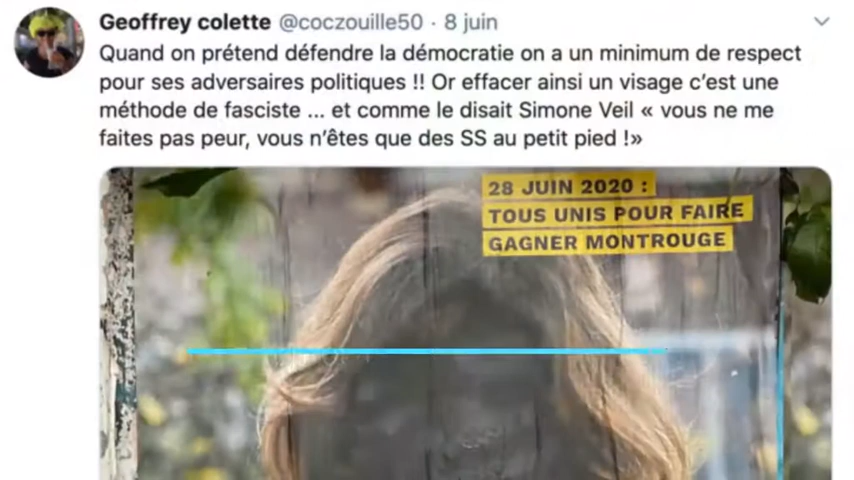 Geoffrey colette @coczouille50 · 8 juin
Quand on prétend défendre la démocratie on a un minimum de respect
pour ses adversaires politiques !! Or effacer ainsi un visage c’est une
méthode de fasciste ... et comme le disait Simone Veil « vous ne me
faites pas peur, vous n’êtes que des SS au petit pied !»
28 JUIN 2020 :
TOUS UNIS POUR FAIRE
GAGNER MONTROUGE